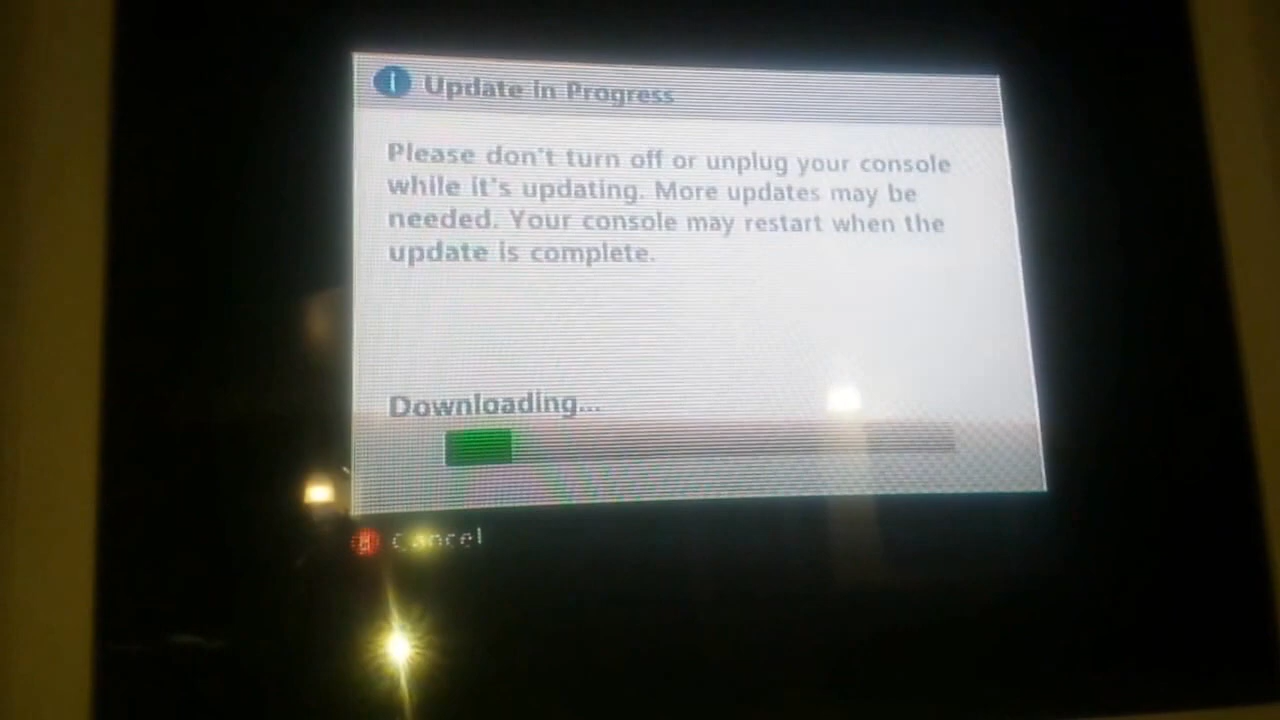 Update in Progress
Please don't turn off or unplug your console
while it's updating. More updates may be
needed. Your console may restart when the
update is complete.
Downloading...
Cancel